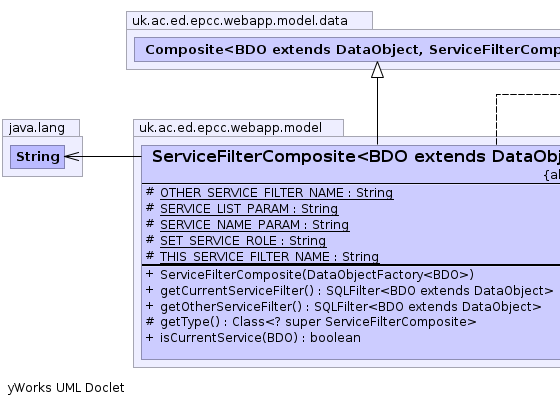 uk.ac.ed.epcc.webapp.model.data
Composite<BDO extends DataObject, ServiceFilterComp
java.lang
String
uk.ac.ed.epcc.webapp.model
ServiceFilterComposite<BDO extends DataObj
{al
# OTHER_SERVICE_FILTER_NAME : String
# SERVICE_LIST_PARAM : String
# SERVICE_NAME_PARAM : String
# SET_SERVICE_ROLE : String
# THIS_SERVICE_FILTER_NAME : String
+ ServiceFilterComposite(DataObjectFactory<BDO>)
+ getCurrentServiceFilter() : SQLFilter<BDO extends DataObject>
+ getOtherServiceFilter() : SQLFilter<BDO extends DataObject>
# getType() : Class<? super ServiceFilterComposite>
+ isCurrentService(BDO) : boolean
yWorks UML Doclet